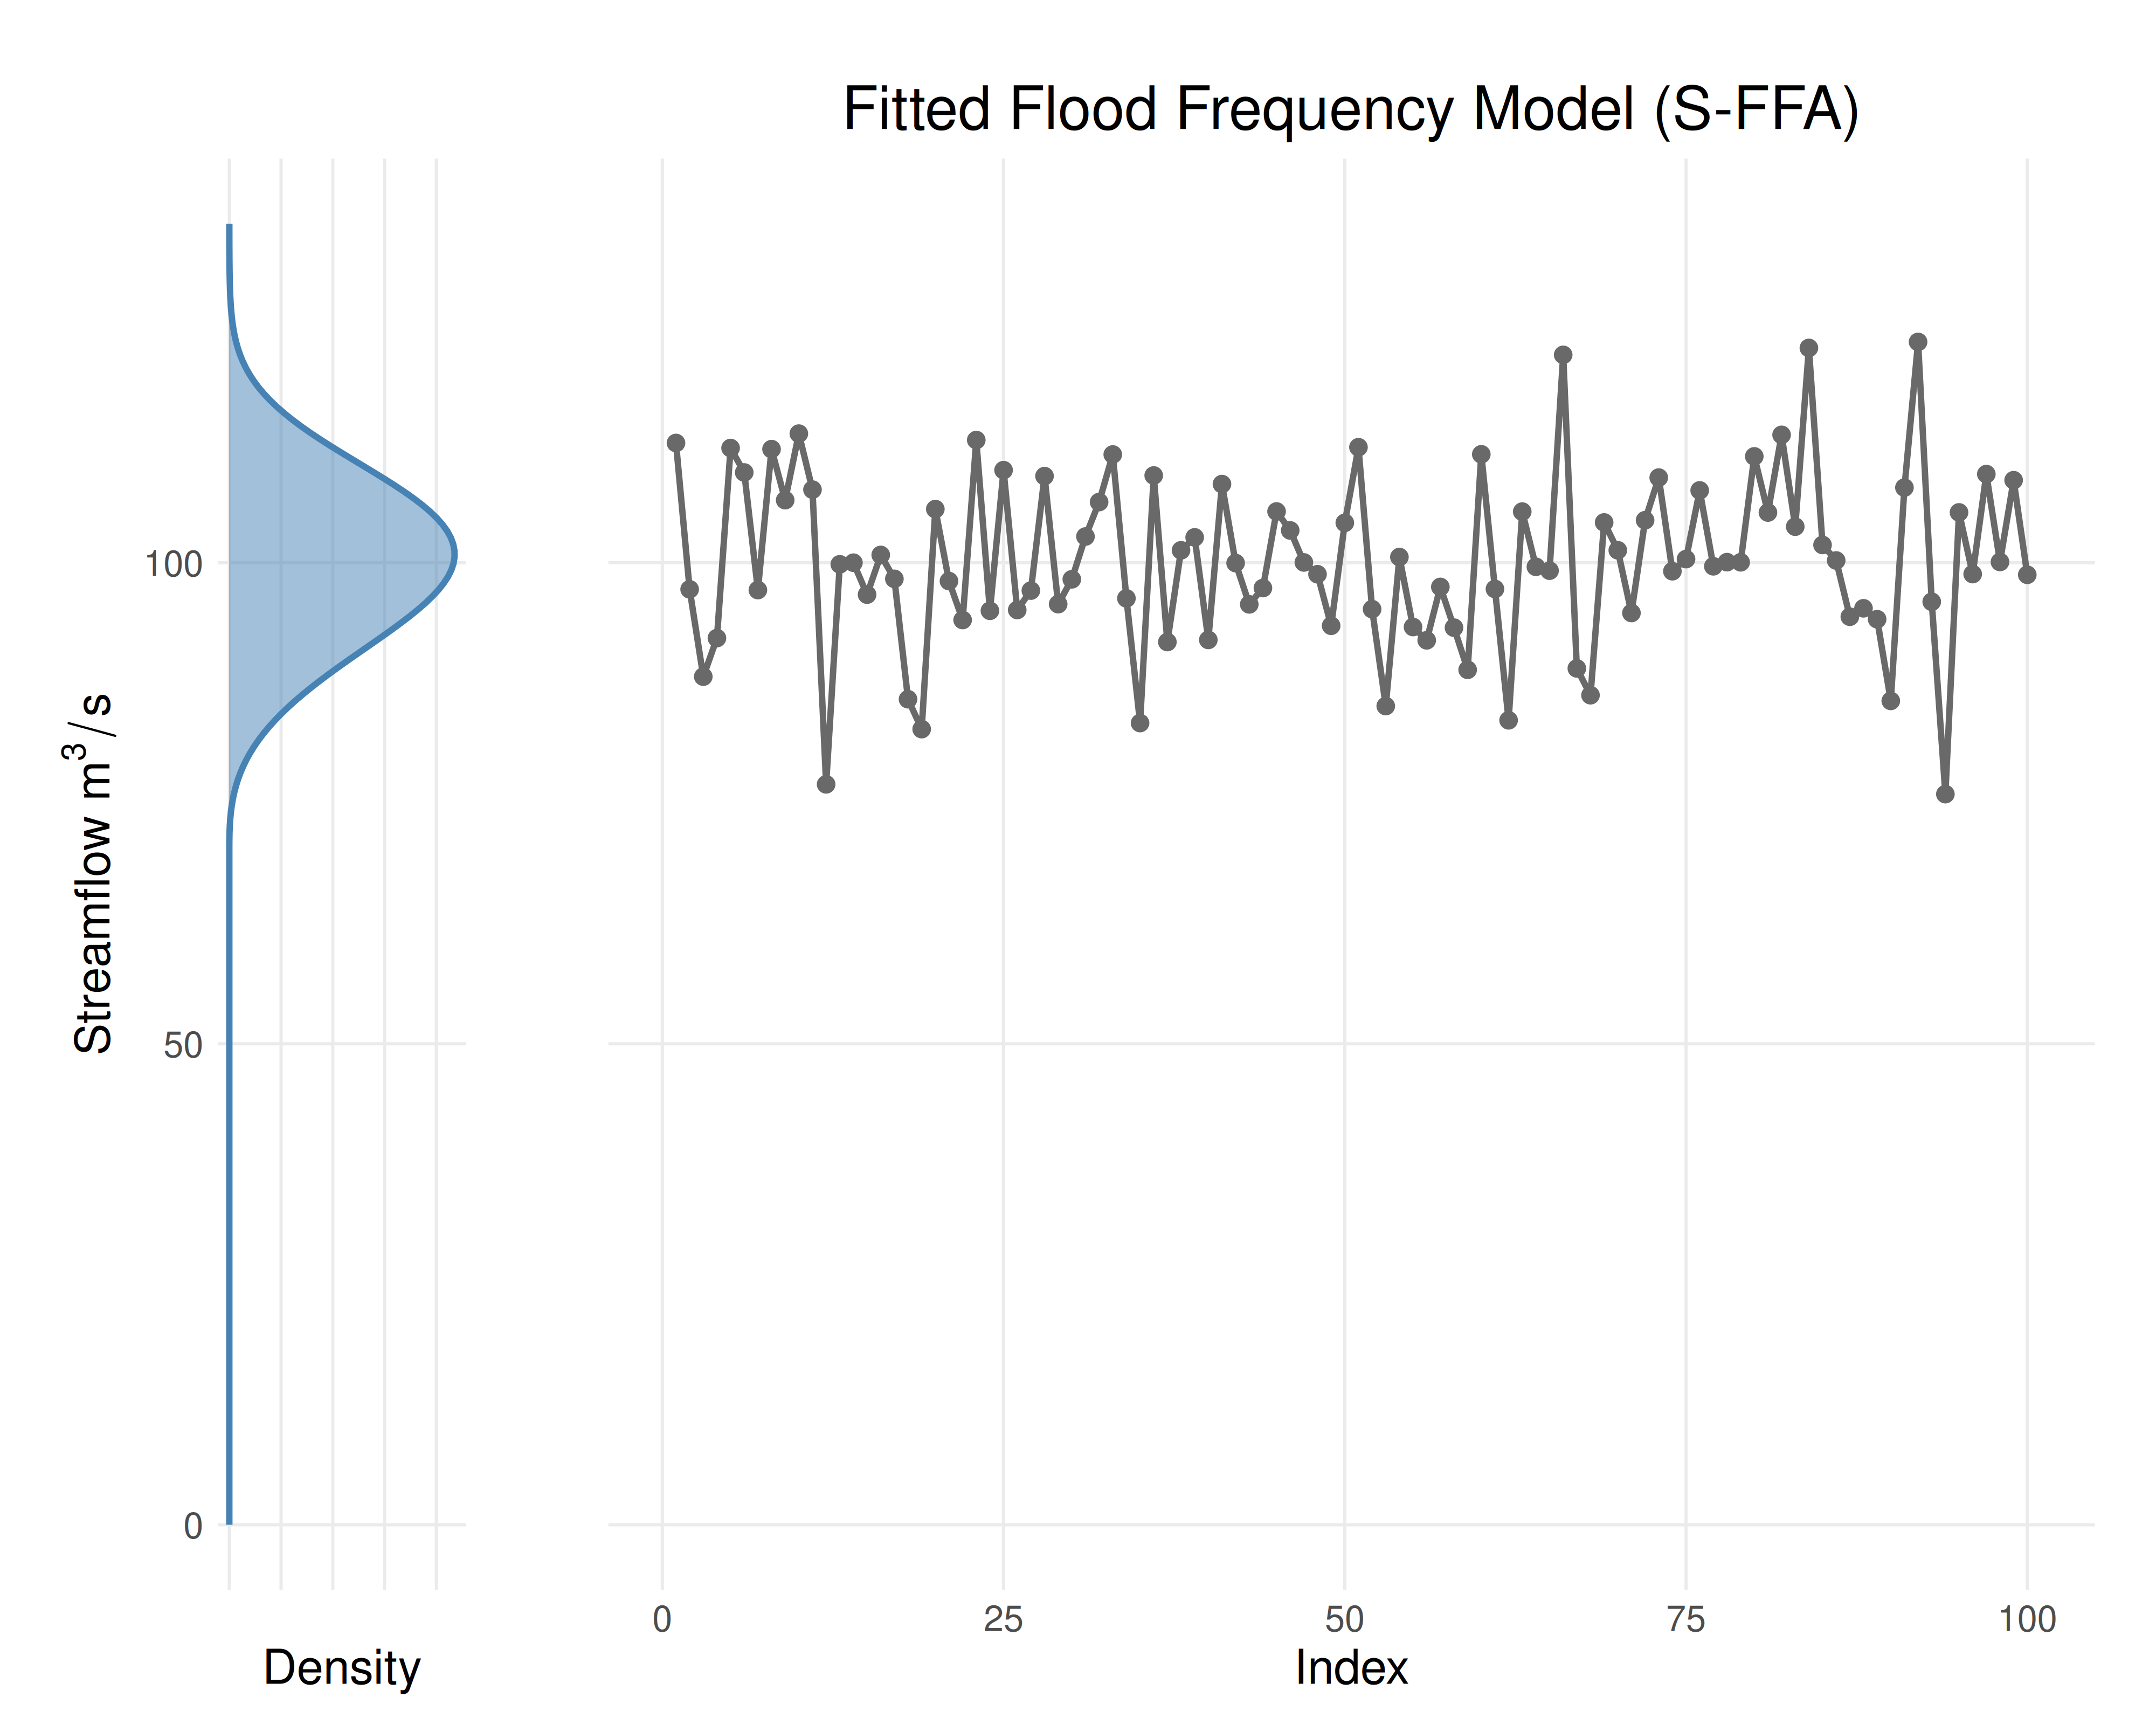 Fitted Flood Frequency Model (S-FFA)
Streamflow m³/s
100
50
0
0 25 50 75 100
Density
Index